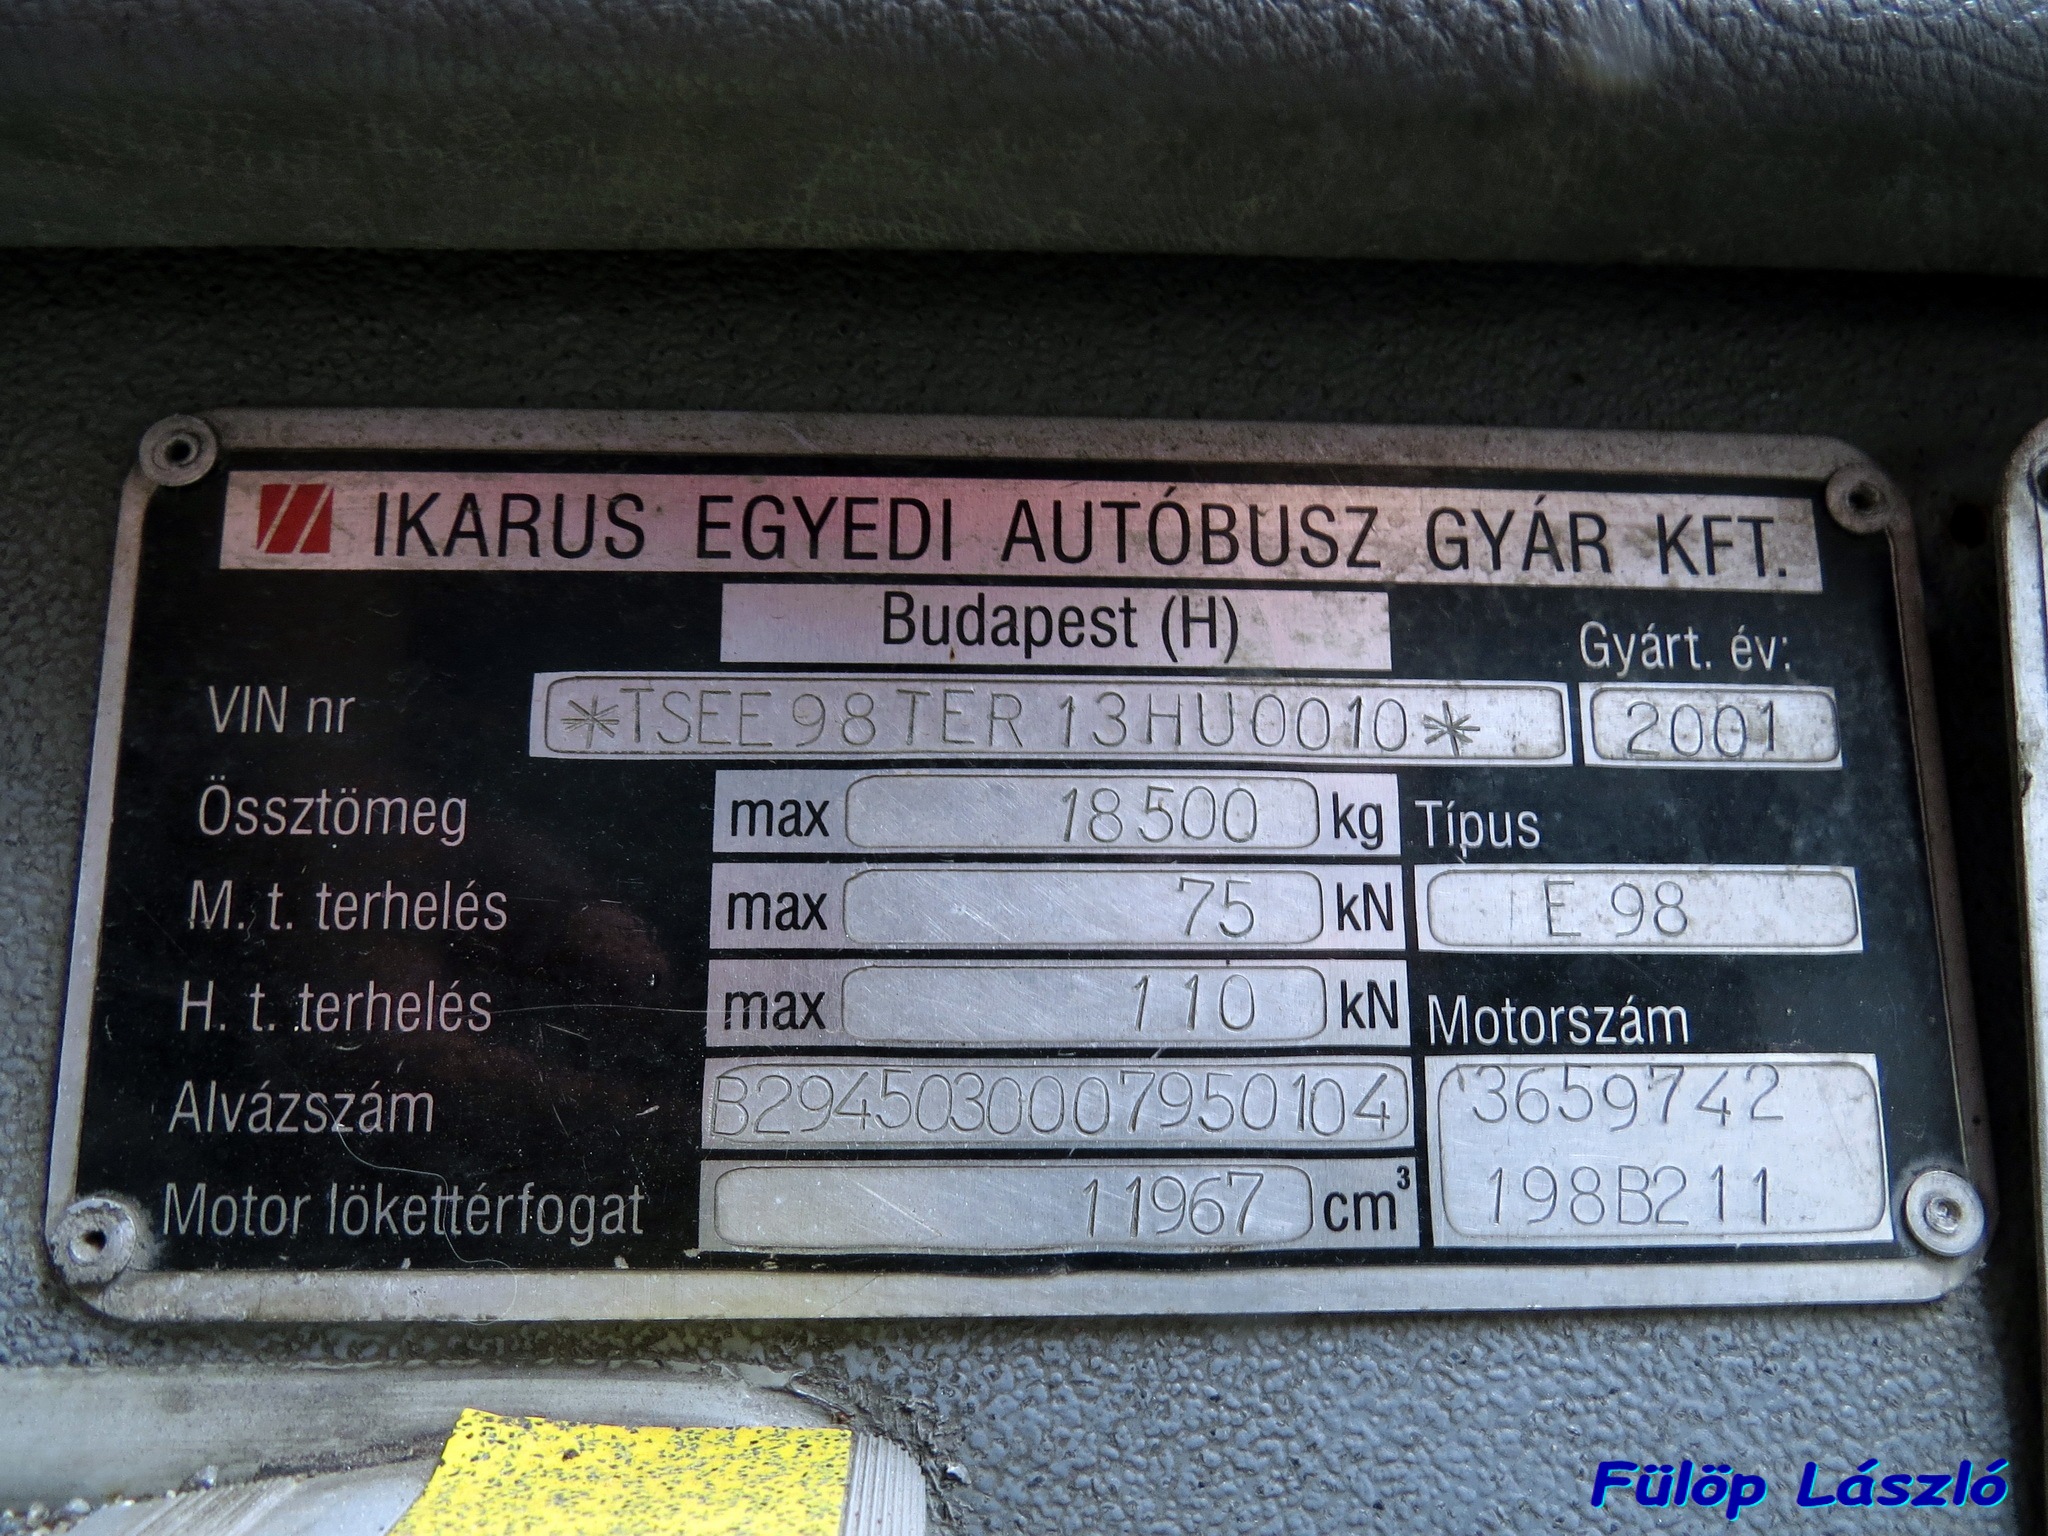 IKARUS EGYEDI AUTÓBUSZ GYÁR KFT.
Budapest (H)
Gyárt. év:
VIN nr *TSEE98TER13HU0010* 2001
Össztömeg max 18500 kg Típus
M. t. terhelés max 75 kN E 98
H. t. terhelés max 110 kN Motorszám
Alvázszám B2945030007950104 3659742
Motor lökettérfogat 11967 cm³ 198B211
Fülöp László